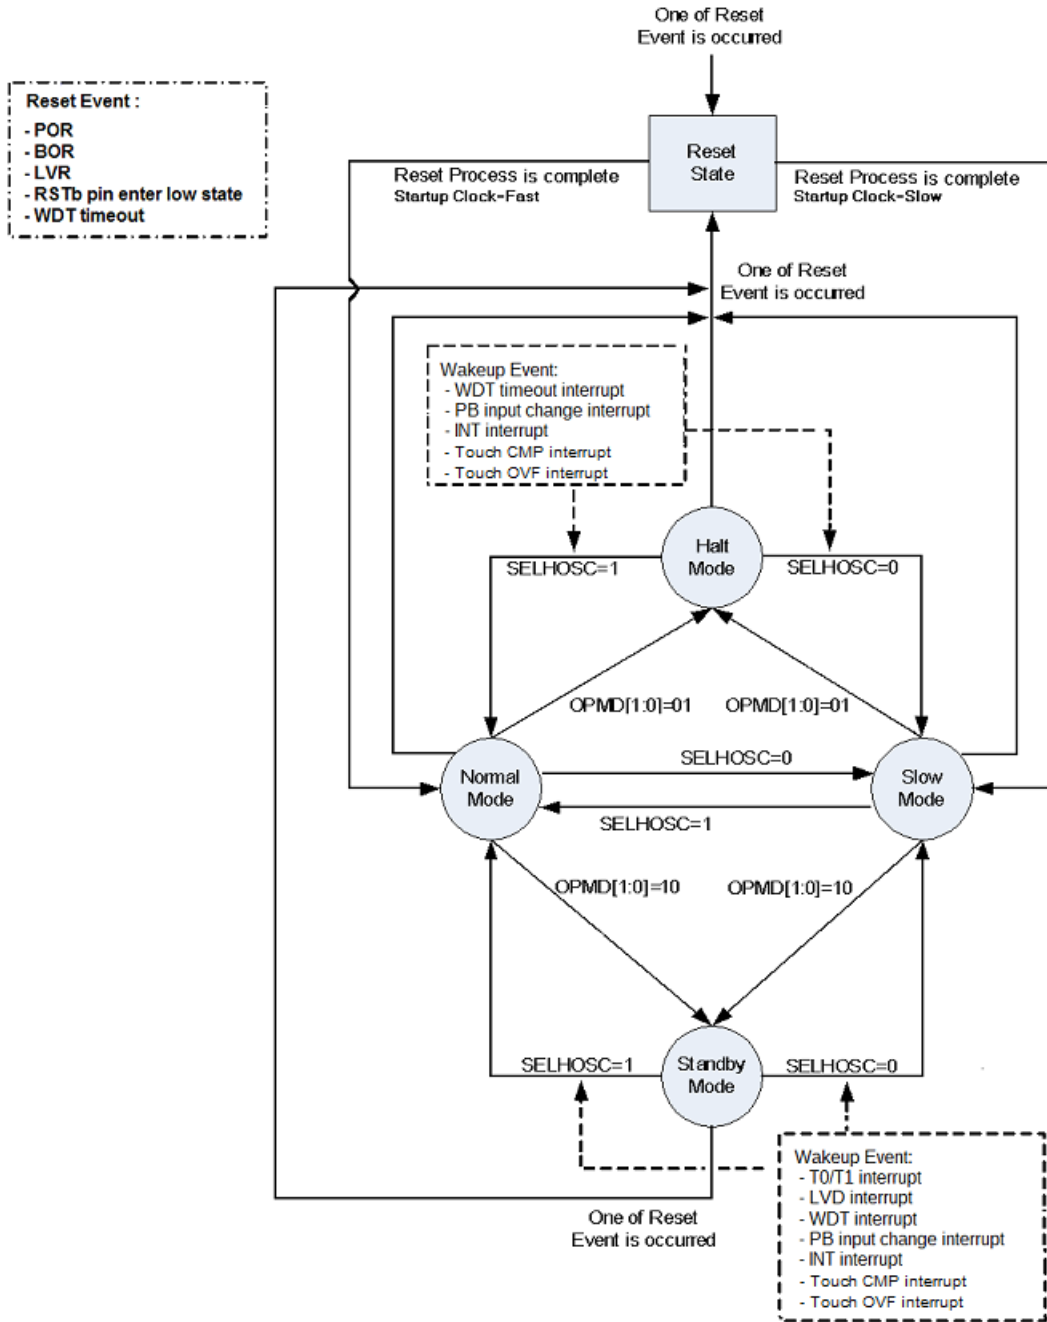 One of Reset
Event is occurred
Reset Event :
- POR
- BOR
- LVR
- RSTb pin enter low state
- WDT timeout
Reset
State
Reset Process is complete
Startup Clock=Fast
Reset Process is complete
Startup Clock=Slow
One of Reset
Event is occurred
Wakeup Event:
- WDT timeout interrupt
- PB input change interrupt
- INT interrupt
- Touch CMP interrupt
- Touch OVF interrupt
Halt
Mode
SELHOSC=1
SELHOSC=0
OPMD[1:0]=01
OPMD[1:0]=01
Normal
Mode
SELHOSC=0
SELHOSC=1
Slow
Mode
OPMD[1:0]=10
OPMD[1:0]=10
SELHOSC=1
Standby
Mode
SELHOSC=0
One of Reset
Event is occurred
Wakeup Event:
- T0/T1 interrupt
- LVD interrupt
- WDT interrupt
- PB input change interrupt
- INT interrupt
- Touch CMP interrupt
- Touch OVF interrupt